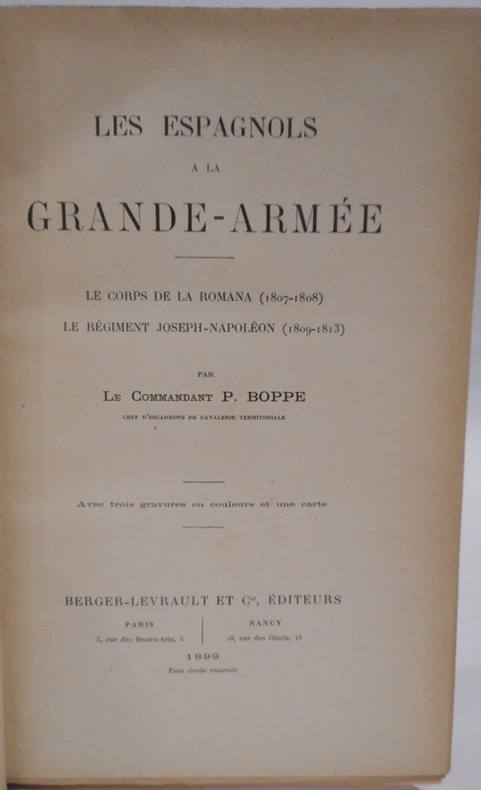 LES ESPAGNOLS
A LA
GRANDE-ARMÉE
LE CORPS DE LA ROMANA (1807-1808)
LE RÉGIMENT JOSEPH-NAPOLÉON (1809-1813)
PAR
LE COMMANDANT P. BOPPE
CHEF D'ESCADRONS DE CAVALERIE TERRITORIALE
Avec trois gravures en couleurs et une carte
BERGER-LEVRAULT ET Cie, ÉDITEURS
PARIS
5, rue des Beaux-Arts, 5
NANCY
18, rue des Glacis, 18
1899
Tous droits réservés